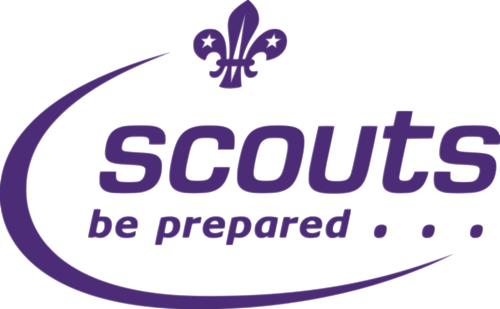 scouts
be prepared . . .